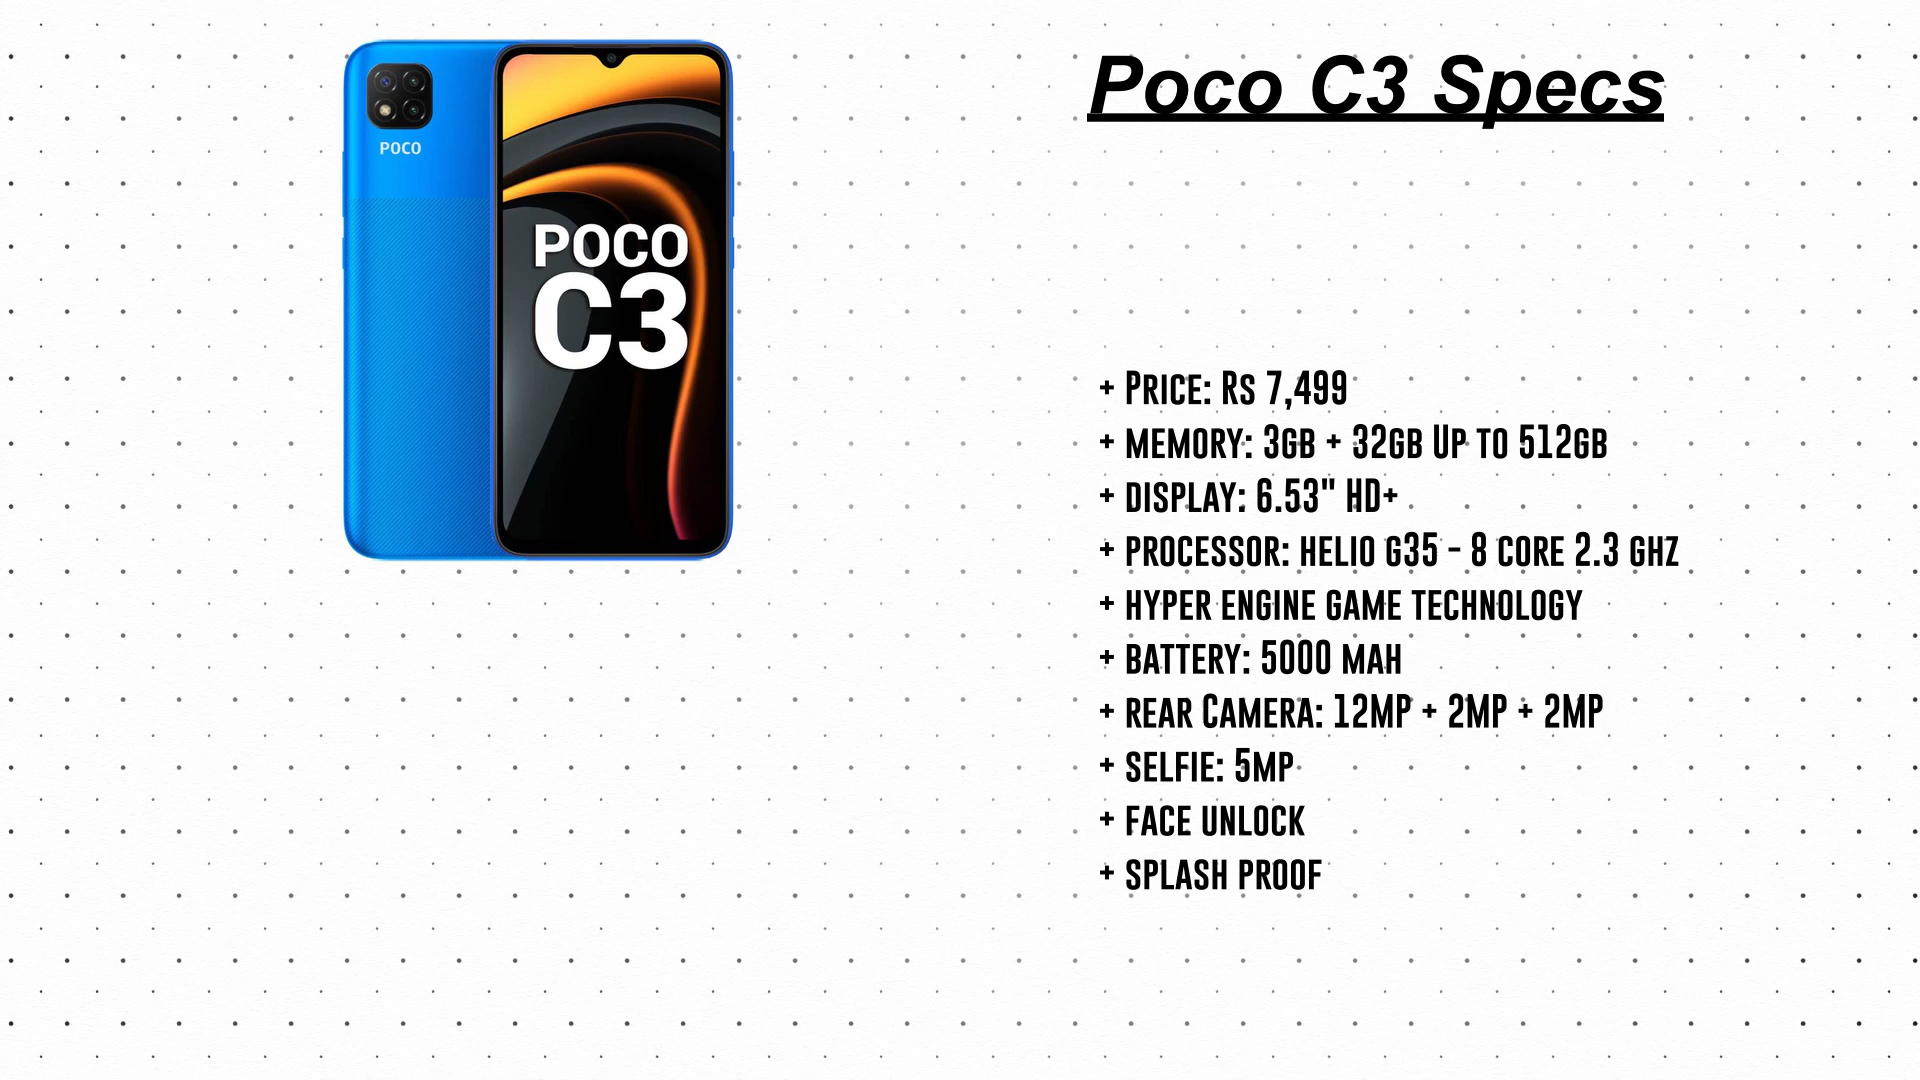 POCO
POCO
C3
Poco C3 Specs
+ Price: Rs 7,499
+ memory: 3gb + 32gb Up to 512gb
+ display: 6.53" HD+
+ processor: helio g35 - 8 core 2.3 ghz
+ hyper engine game technology
+ battery: 5000 mah
+ rear Camera: 12MP + 2MP + 2MP
+ selfie: 5mp
+ face unlock
+ splash proof